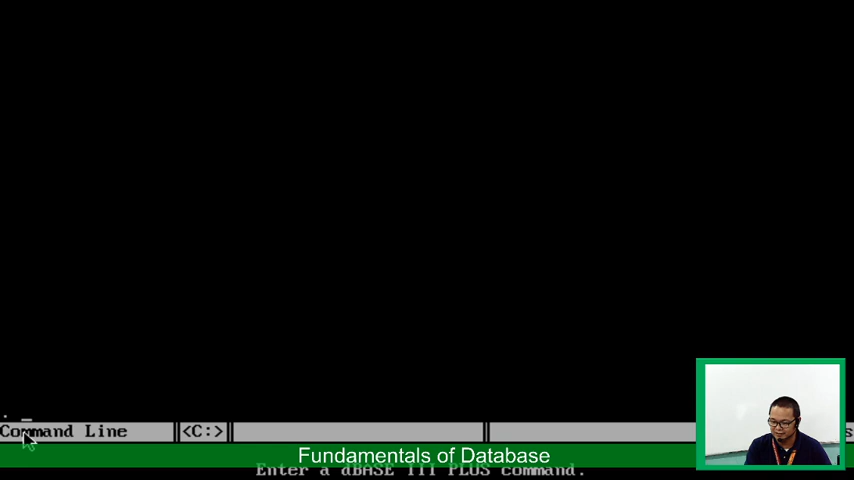 .
Command Line <C:>
s
Fundamentals of Database
Enter a dBASE III PLUS command.